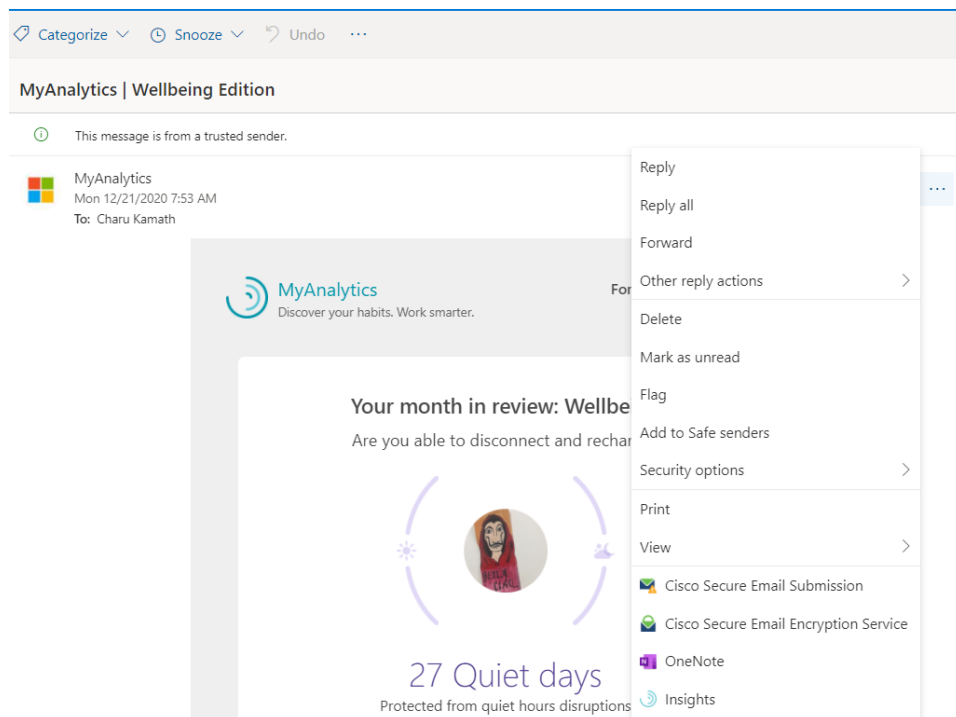 Categorize Snooze Undo ...
MyAnalytics | Wellbeing Edition
This message is from a trusted sender.
MyAnalytics
Mon 12/21/2020 7:53 AM
To: Charu Kamath
MyAnalytics
Discover your habits. Work smarter.
For
Your month in review: Wellbe
Are you able to disconnect and rechar
27 Quiet days
Protected from quiet hours disruptions
Reply
Reply all
Forward
Other reply actions
Delete
Mark as unread
Flag
Add to Safe senders
Security options
Print
View
Cisco Secure Email Submission
Cisco Secure Email Encryption Service
OneNote
Insights